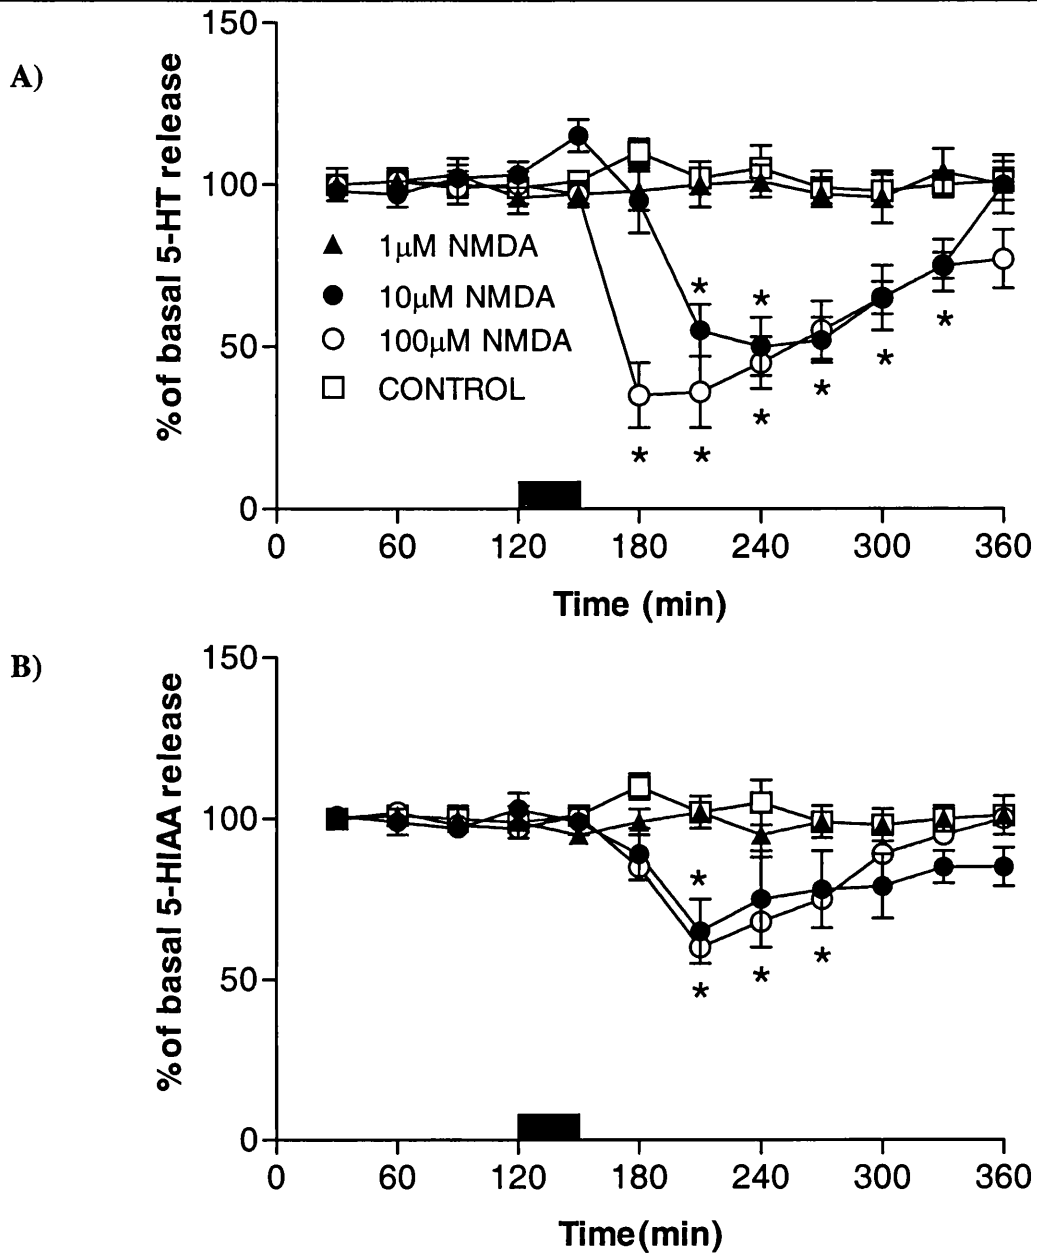 A)
% of basal 5-HT release
150
100
50
0
▲ 1µM NMDA
● 10µM NMDA
○ 100µM NMDA
□ CONTROL
* * * * * * * *
0 60 120 180 240 300 360
Time (min)
B)
% of basal 5-HIAA release
150
100
50
0
* * * *
0 60 120 180 240 300 360
Time (min)